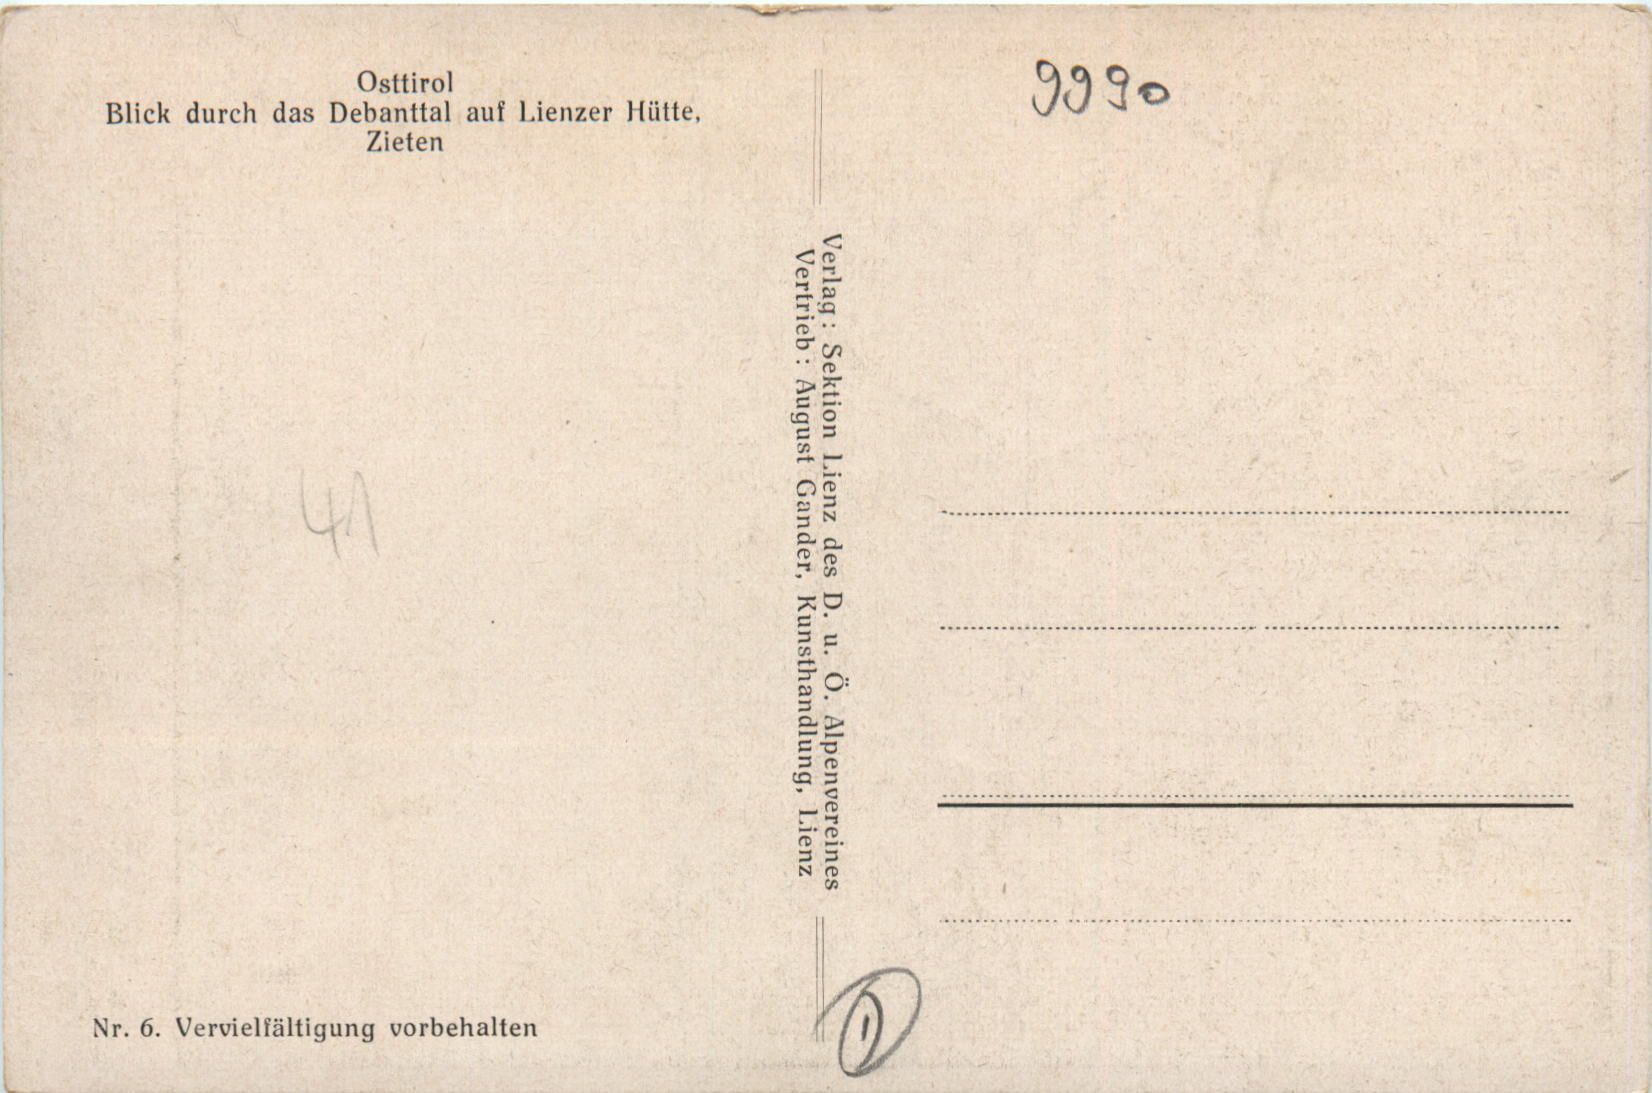 Osttirol
Blick durch das Debanttal auf Lienzer Hütte,
Zieten
9990
Verlag: Sektion Lienz des D. u. Ö. Alpenvereines
Vertrieb: August Gander, Kunsthandlung, Lienz
41
Nr. 6. Vervielfältigung vorbehalten